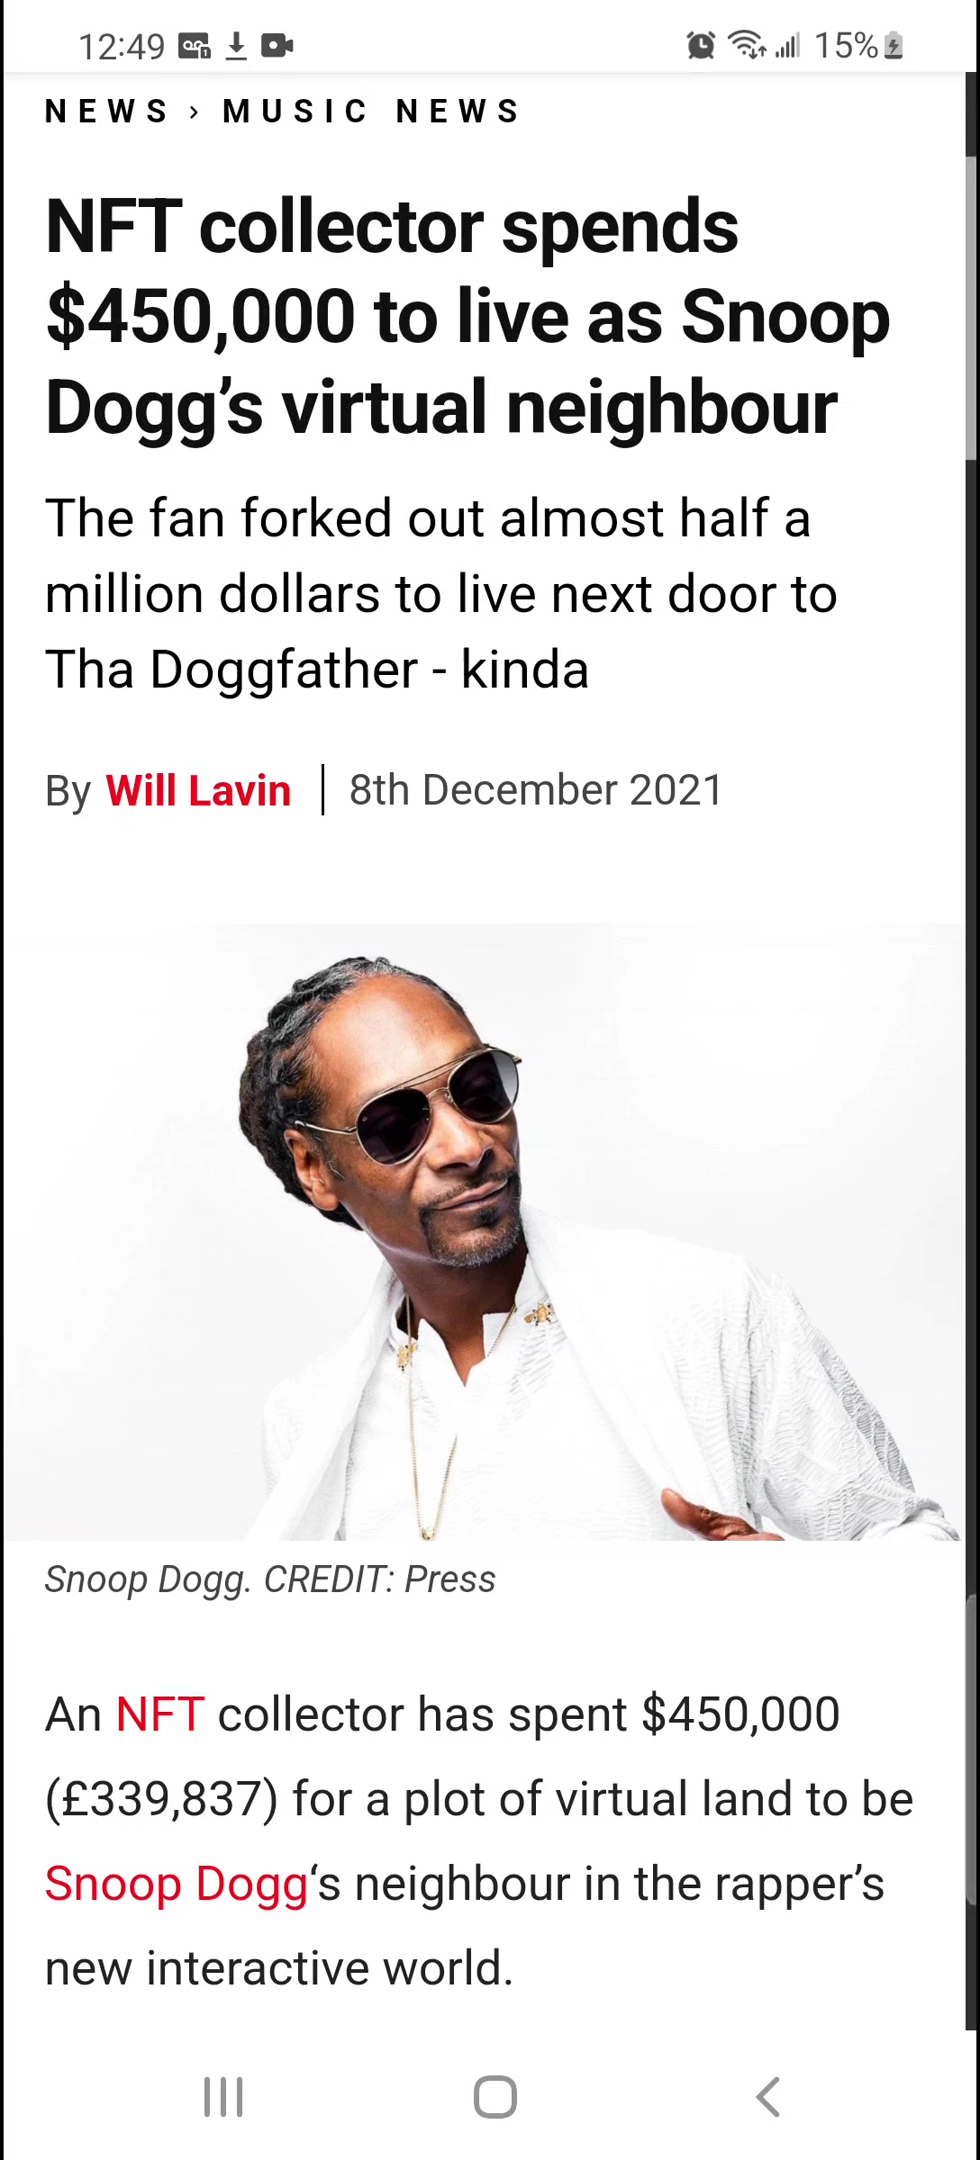 12:49
15%
NEWS › MUSIC NEWS
NFT collector spends
$450,000 to live as Snoop
Dogg’s virtual neighbour
The fan forked out almost half a
million dollars to live next door to
Tha Doggfather - kinda
By Will Lavin | 8th December 2021
Snoop Dogg. CREDIT: Press
An NFT collector has spent $450,000
(£339,837) for a plot of virtual land to be
Snoop Dogg‘s neighbour in the rapper’s
new interactive world.